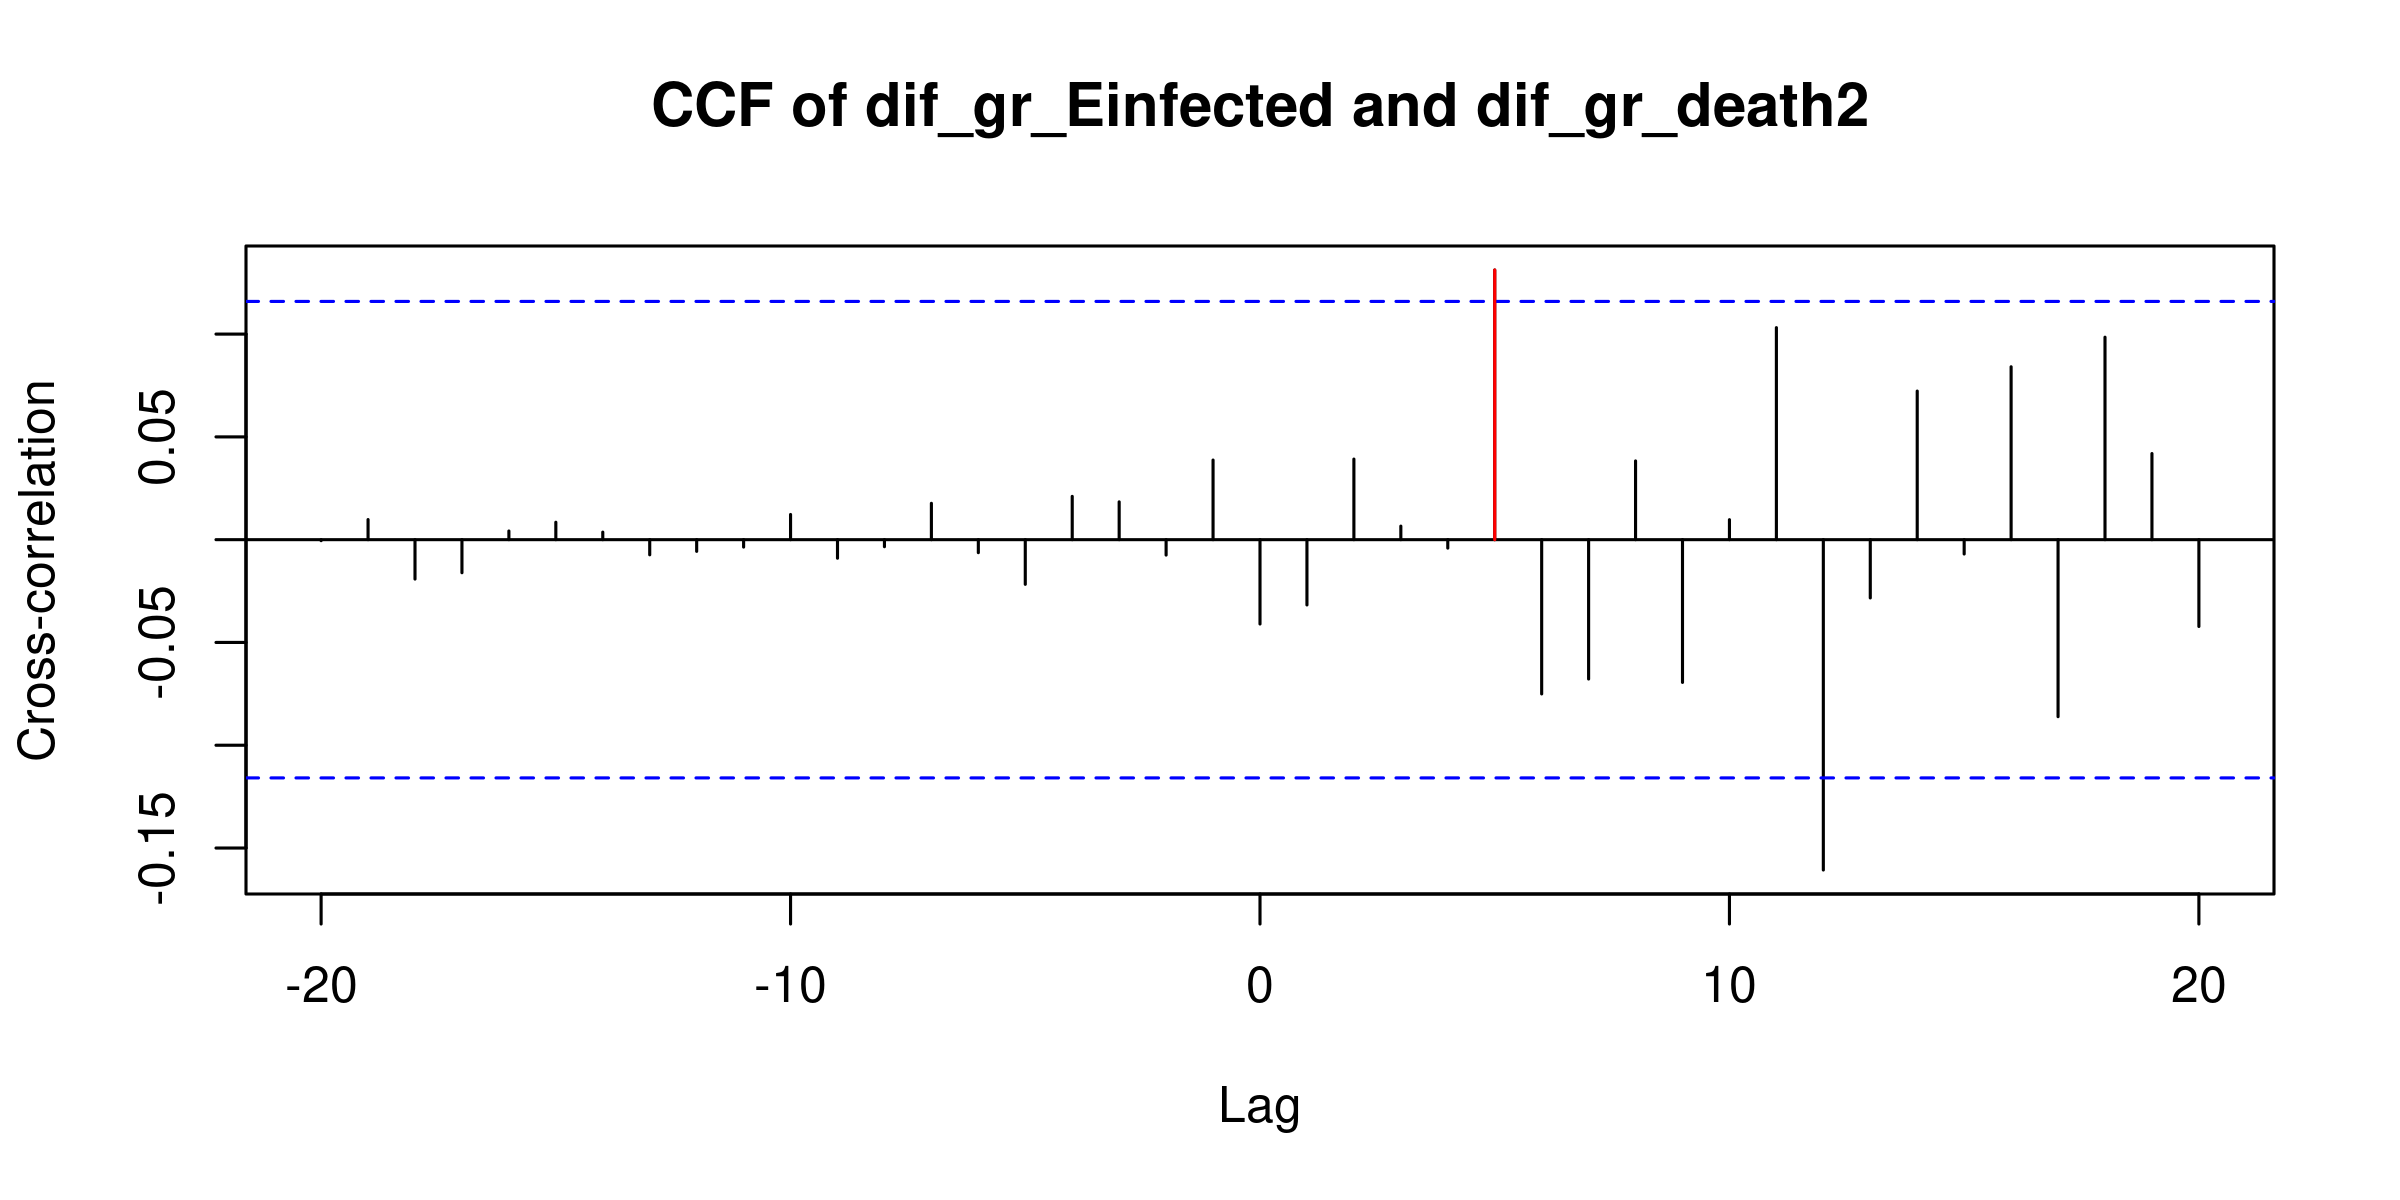 CCF of dif_gr_Einfected and dif_gr_death2
Cross-correlation
0.05
-0.05
-0.15
-20
-10
0
10
20
Lag